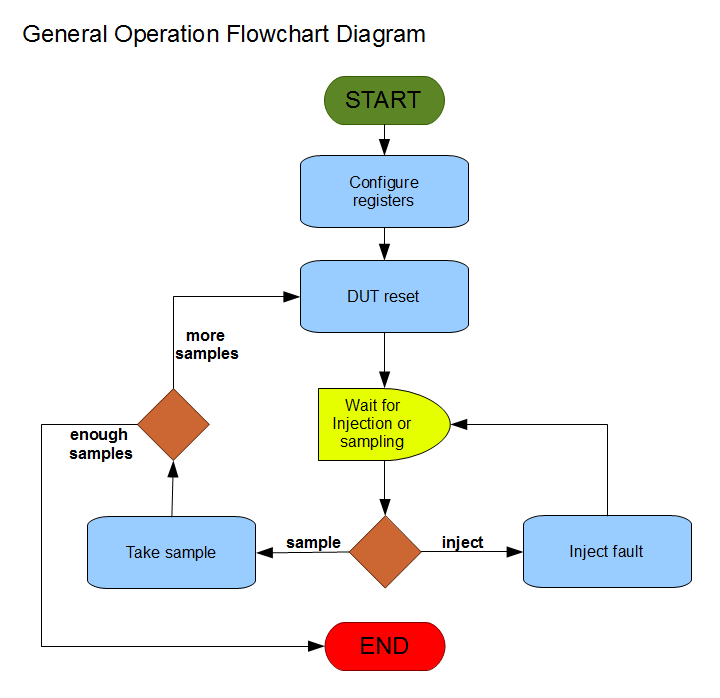 General Operation Flowchart Diagram
START
Configure
registers
DUT reset
more
samples
Wait for
Injection or
sampling
enough
samples
Take sample
sample
inject
Inject fault
END